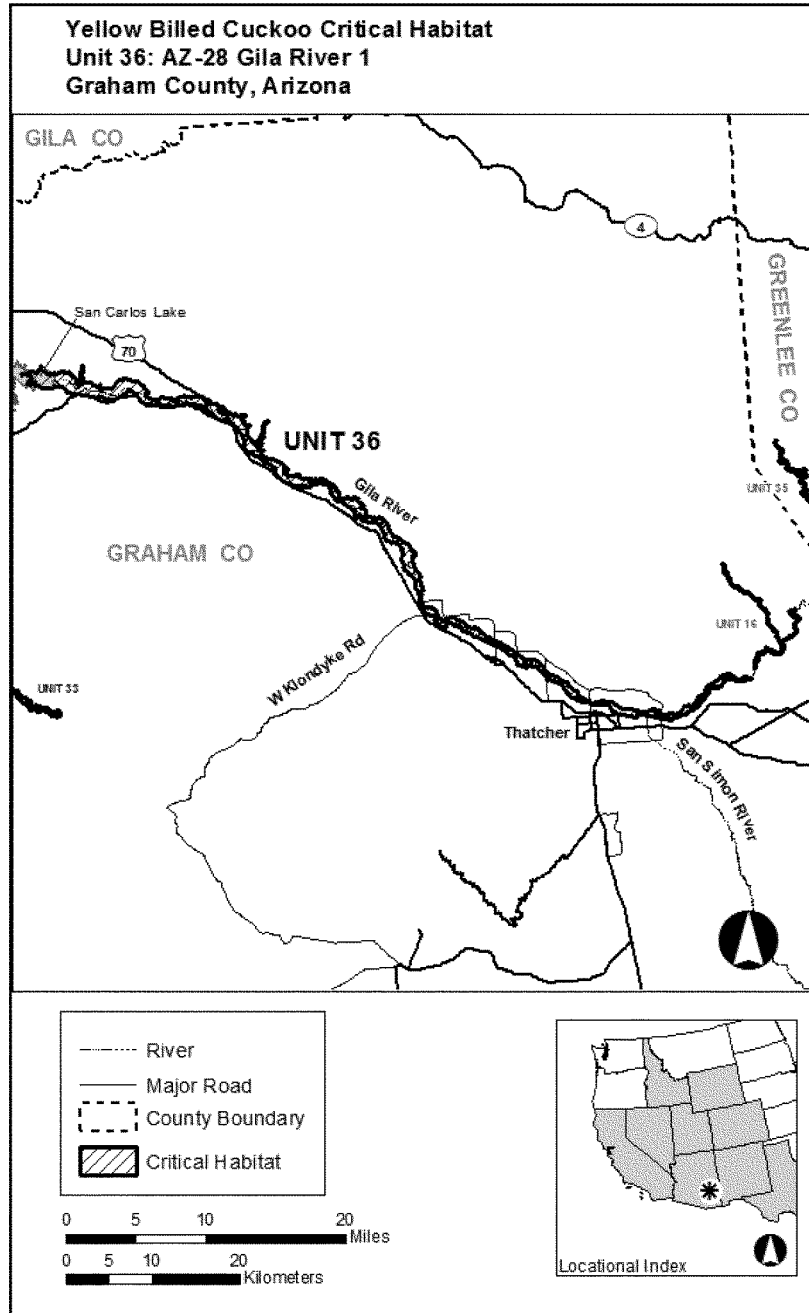 Yellow Billed Cuckoo Critical Habitat
Unit 36: AZ-28 Gila River 1
Graham County, Arizona
GILA CO
4
GREENLEE CO
San Carlos Lake
70
UNIT 36
UNIT 35
Gila River
GRAHAM CO
UNIT 16
W Klondyke Rd
UNIT 33
Thatcher
San Simon River
River
Major Road
County Boundary
Critical Habitat
0 5 10 20
Miles
0 5 10 20
Kilometers
Locational Index